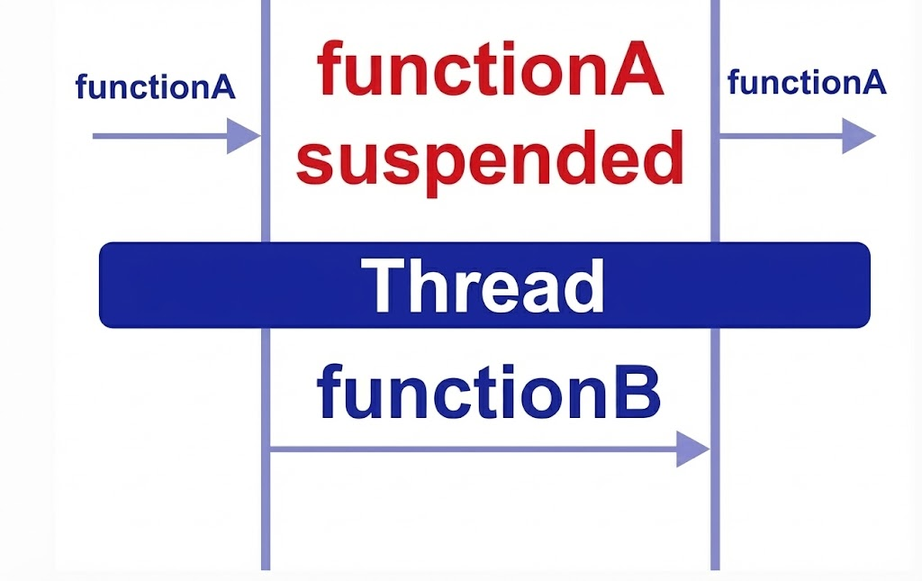 functionA
functionA
suspended
functionA
Thread
functionB